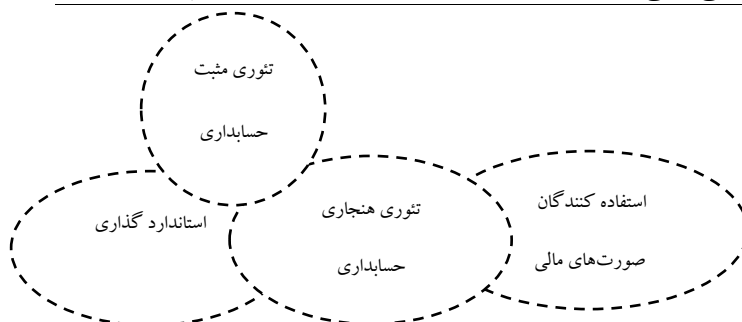 تئوری مثبت
حسابداری
استاندارد گذاری
تئوری هنجاری
حسابداری
استفاده کنندگان
صورت‌های مالی